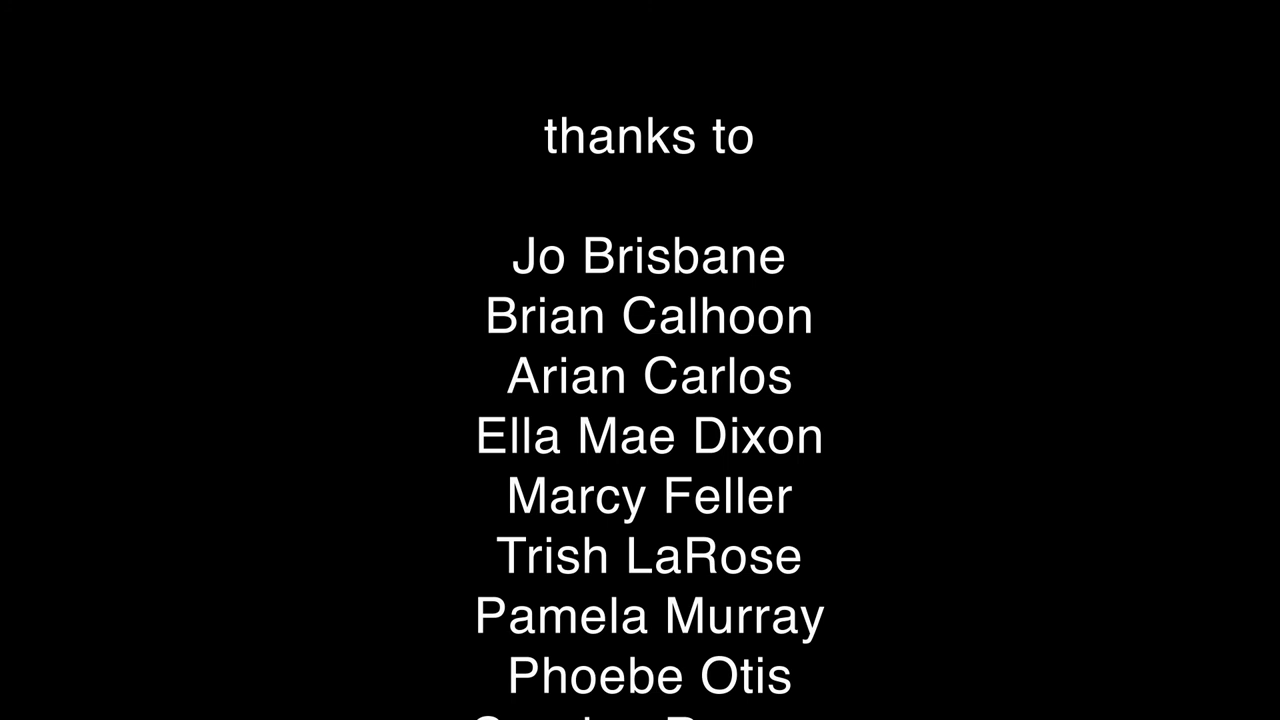 thanks to
Jo Brisbane
Brian Calhoon
Arian Carlos
Ella Mae Dixon
Marcy Feller
Trish LaRose
Pamela Murray
Phoebe Otis